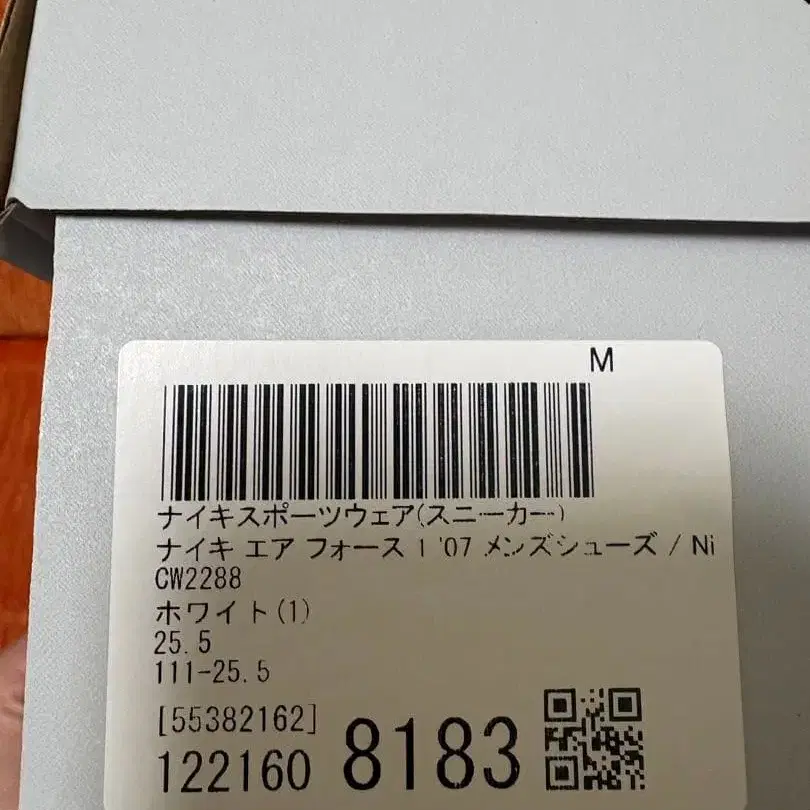 M
ナイキスポーツウェア(スニーカー)
ナイキ エア フォース 1 '07 メンズシューズ / Ni
CW2288
ホワイト(1)
25.5
111-25.5
[55382162]
122160 8183